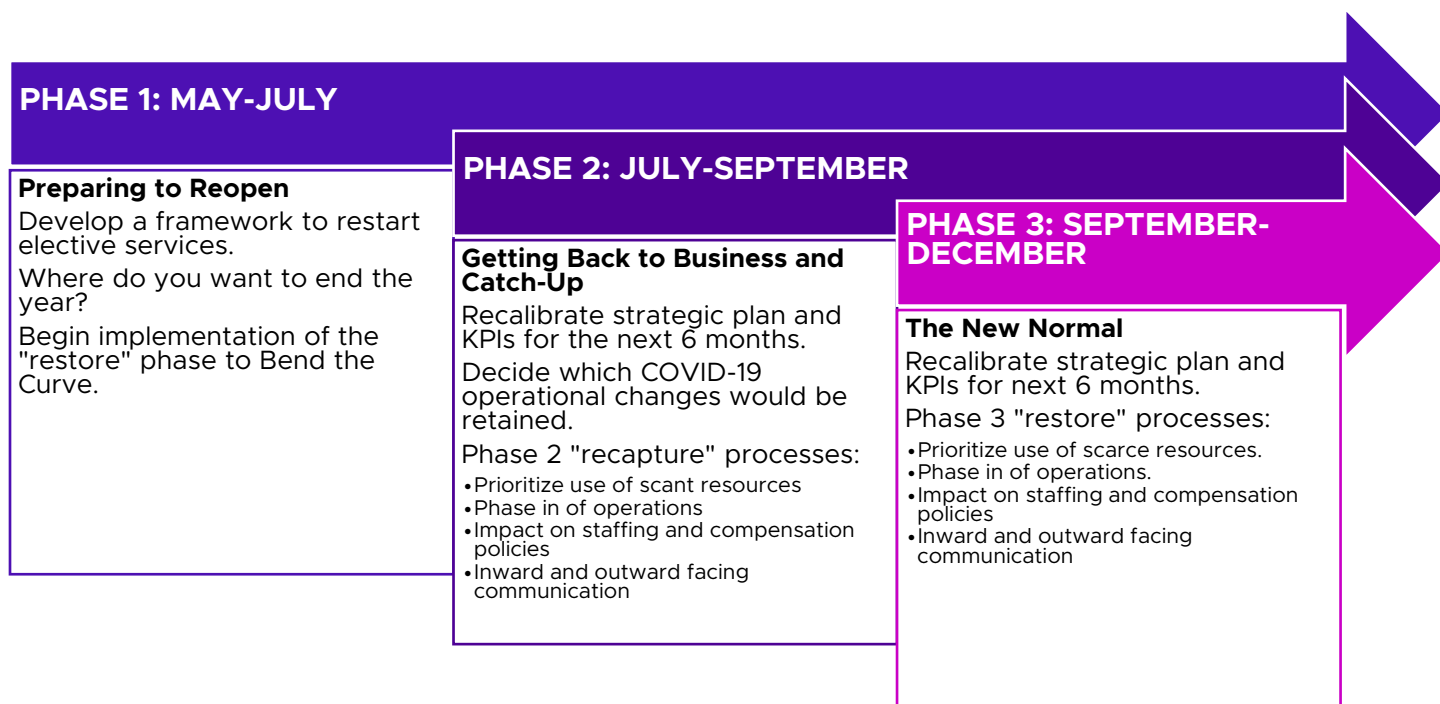 PHASE 1: MAY-JULY
Preparing to Reopen
Develop a framework to restart
elective services.
Where do you want to end the
year?
Begin implementation of the
"restore" phase to Bend the
Curve.
PHASE 2: JULY-SEPTEMBER
Getting Back to Business and
Catch-Up
Recalibrate strategic plan and
KPIs for the next 6 months.
Decide which COVID-19
operational changes would be
retained.
Phase 2 "recapture" processes:
•Prioritize use of scant resources
•Phase in of operations
•Impact on staffing and compensation
policies
•Inward and outward facing
communication
PHASE 3: SEPTEMBER-
DECEMBER
The New Normal
Recalibrate strategic plan and
KPIs for next 6 months.
Phase 3 "restore" processes:
•Prioritize use of scarce resources.
•Phase in of operations.
•Impact on staffing and compensation
policies
•Inward and outward facing
communication